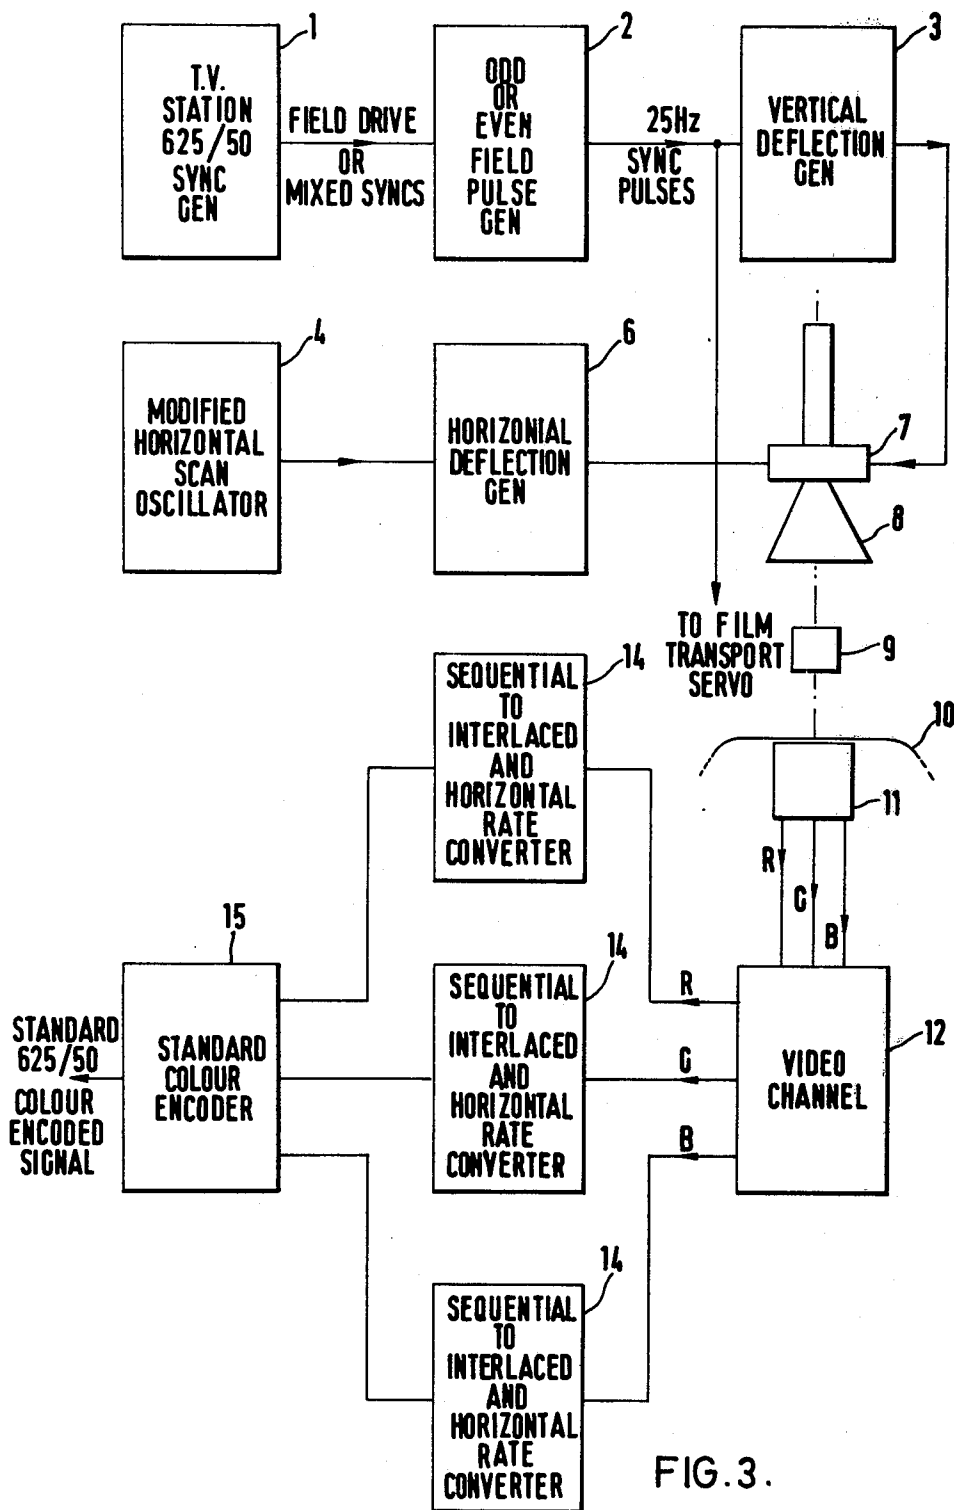 1
T.V.
STATION
625/50
SYNC
GEN
FIELD DRIVE
OR
MIXED SYNCS
2
ODD
OR
EVEN
FIELD
PULSE
GEN
25Hz
SYNC
PULSES
3
VERTICAL
DEFLECTION
GEN
4
MODIFIED
HORIZONTAL
SCAN
OSCILLATOR
6
HORIZONIAL
DEFLECTION
GEN
7
8
TO FILM
TRANSPORT
SERVO
9
10
11
R
G
B
14
SEQUENTIAL
TO
INTERLACED
AND
HORIZONTAL
RATE
CONVERTER
15
STANDARD
COLOUR
ENCODER
STANDARD
625/50
COLOUR
ENCODED
SIGNAL
14
SEQUENTIAL
TO
INTERLACED
AND
HORIZONTAL
RATE
CONVERTER
R
G
B
12
VIDEO
CHANNEL
14
SEQUENTIAL
TO
INTERLACED
AND
HORIZONTAL
RATE
CONVERTER
FIG.3.